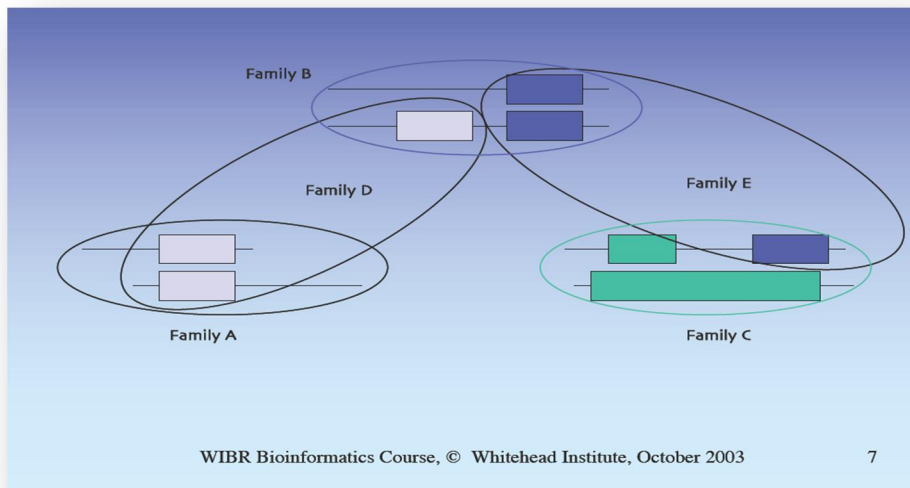 Family B
Family D
Family E
Family A
Family C
WIBR Bioinformatics Course, © Whitehead Institute, October 2003
7